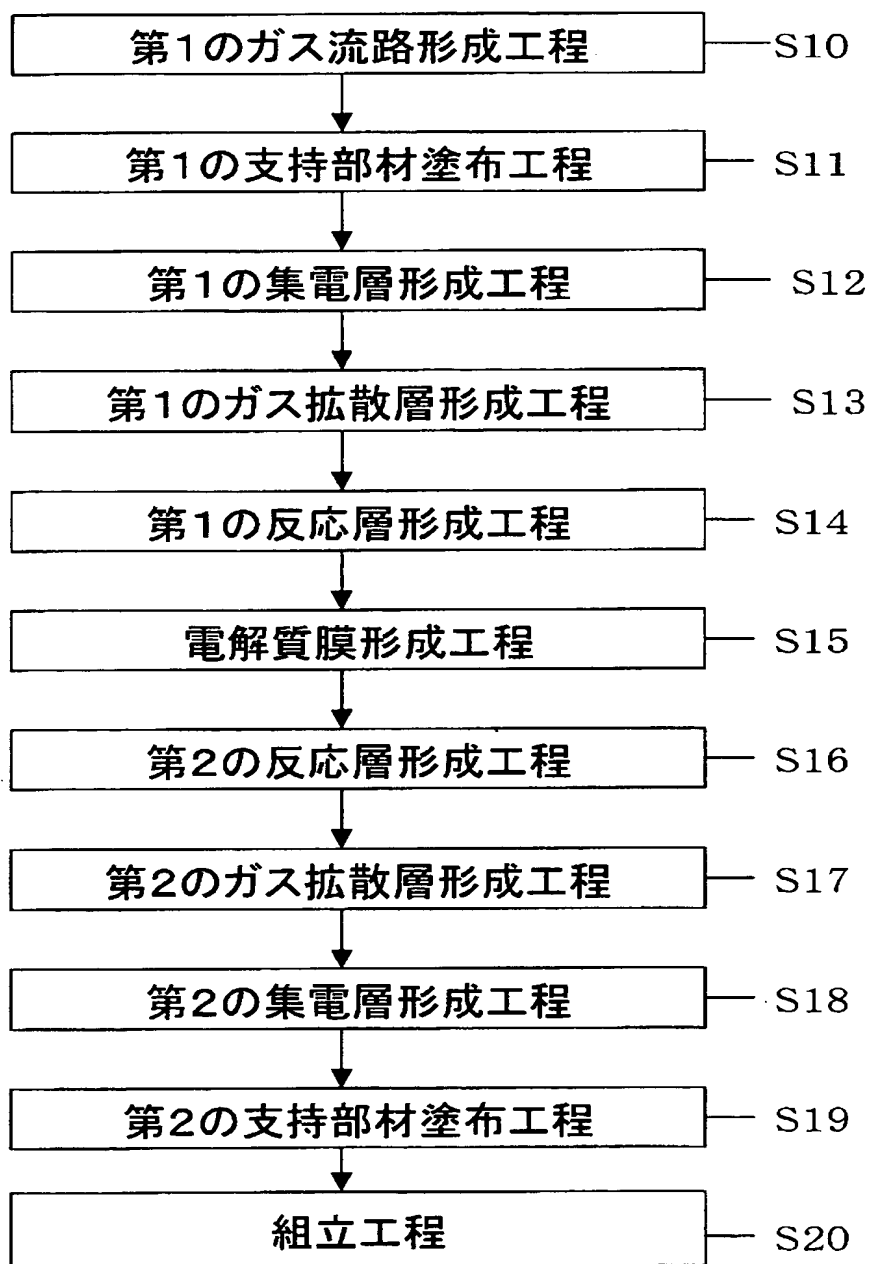 第1のガス流路形成工程 S10
第1の支持部材塗布工程 S11
第1の集電層形成工程 S12
第1のガス拡散層形成工程 S13
第1の反応層形成工程 S14
電解質膜形成工程 S15
第2の反応層形成工程 S16
第2のガス拡散層形成工程 S17
第2の集電層形成工程 S18
第2の支持部材塗布工程 S19
組立工程 S20